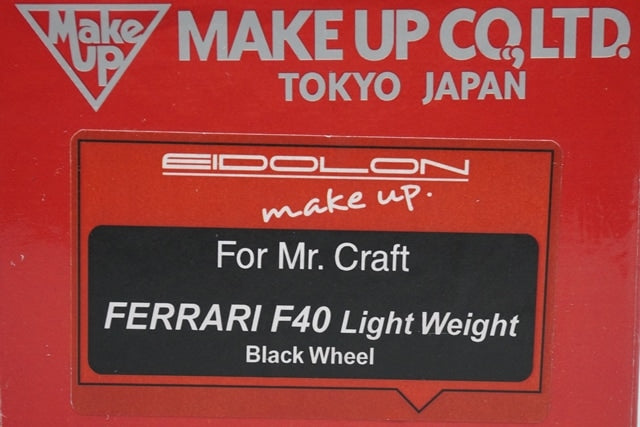 Make Up
MAKE UP CO,.LTD.
TOKYO JAPAN
EIDOLON
make up.
For Mr. Craft
FERRARI F40 Light Weight
Black Wheel